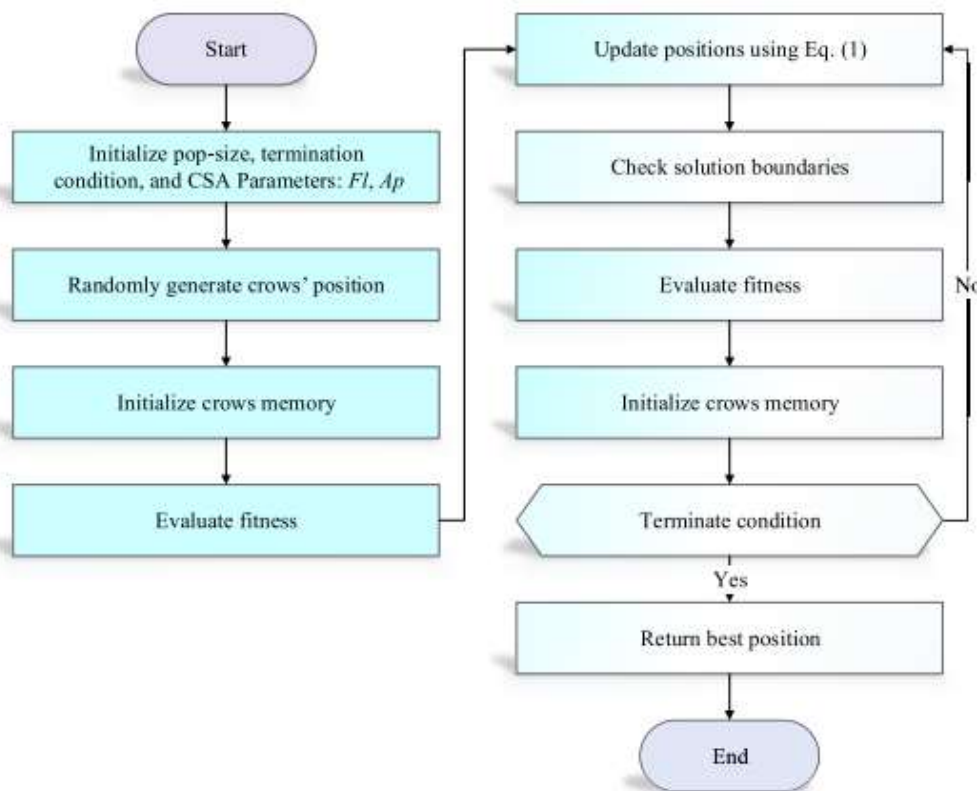 Start
Initialize pop-size, termination
condition, and CSA Parameters: Fl, Ap
Randomly generate crows’ position
Initialize crows memory
Evaluate fitness
Update positions using Eq. (1)
Check solution boundaries
Evaluate fitness
Initialize crows memory
Terminate condition
No
Yes
Return best position
End